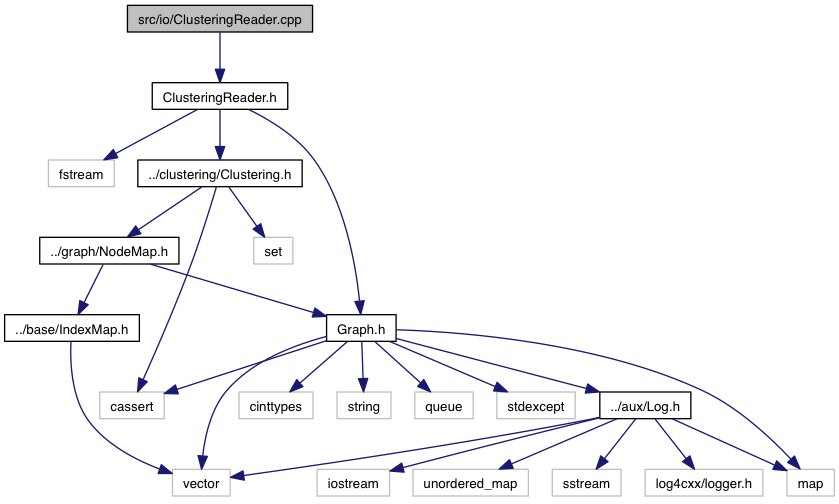 src/io/ClusteringReader.cpp
ClusteringReader.h
fstream
../clustering/Clustering.h
../graph/NodeMap.h
set
../base/IndexMap.h
Graph.h
cassert
cinttypes
string
queue
stdexcept
../aux/Log.h
vector
iostream
unordered_map
sstream
log4cxx/logger.h
map